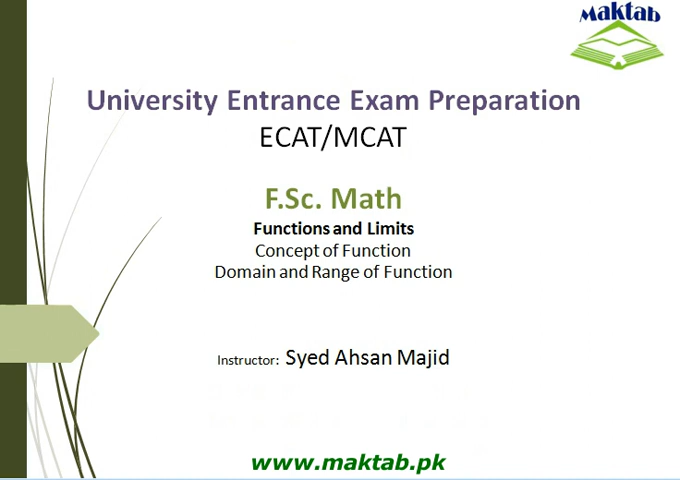 Maktab
University Entrance Exam Preparation
ECAT/MCAT
F.Sc. Math
Functions and Limits
Concept of Function
Domain and Range of Function
Instructor: Syed Ahsan Majid
www.maktab.pk